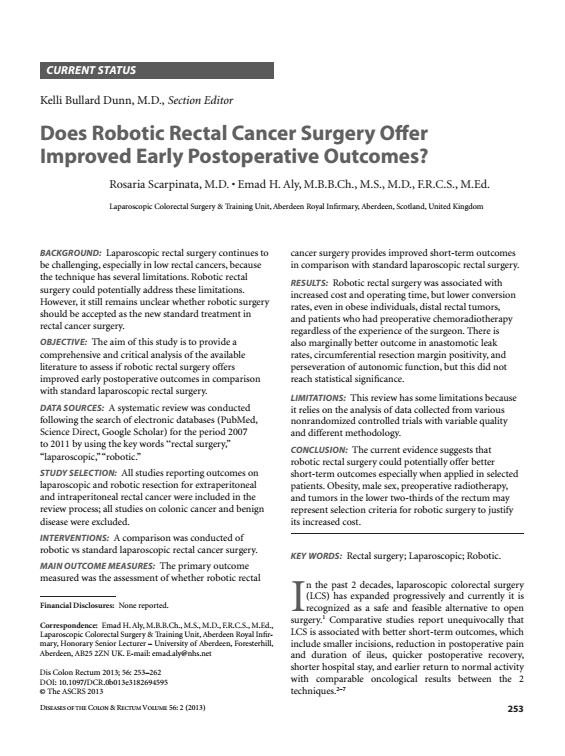 CURRENT STATUS
Kelli Bullard Dunn, M.D., Section Editor
Does Robotic Rectal Cancer Surgery Offer
Improved Early Postoperative Outcomes?
Rosaria Scarpinata, M.D. • Emad H. Aly, M.B.B.Ch., M.S., M.D., F.R.C.S., M.Ed.
Laparoscopic Colorectal Surgery & Training Unit, Aberdeen Royal Infirmary, Aberdeen, Scotland, United Kingdom
BACKGROUND: Laparoscopic rectal surgery continues to
be challenging, especially in low rectal cancers, because
the technique has several limitations. Robotic rectal
surgery could potentially address these limitations.
However, it still remains unclear whether robotic surgery
should be accepted as the new standard treatment in
rectal cancer surgery.
OBJECTIVE: The aim of this study is to provide a
comprehensive and critical analysis of the available
literature to assess if robotic rectal surgery offers
improved early postoperative outcomes in comparison
with standard laparoscopic rectal surgery.
DATA SOURCES: A systematic review was conducted
following the search of electronic databases (PubMed,
Science Direct, Google Scholar) for the period 2007
to 2011 by using the key words “rectal surgery,”
“laparoscopic,” “robotic.”
STUDY SELECTION: All studies reporting outcomes on
laparoscopic and robotic resection for extraperitoneal
and intraperitoneal rectal cancer were included in the
review process; all studies on colonic cancer and benign
disease were excluded.
INTERVENTIONS: A comparison was conducted of
robotic vs standard laparoscopic rectal cancer surgery.
MAIN OUTCOME MEASURES: The primary outcome
measured was the assessment of whether robotic rectal
Financial Disclosures: None reported.
Correspondence: Emad H. Aly, M.B.B.Ch., M.S., M.D., F.R.C.S., M.Ed.,
Laparoscopic Colorectal Surgery & Training Unit, Aberdeen Royal Infir-
mary, Honorary Senior Lecturer – University of Aberdeen, Foresterhill,
Aberdeen, AB25 2ZN UK. E-mail: emad.aly@nhs.net
Dis Colon Rectum 2013; 56: 253–262
DOI: 10.1097/DCR.0b013e3182694595
© The ASCRS 2013
cancer surgery provides improved short-term outcomes
in comparison with standard laparoscopic rectal surgery.
RESULTS: Robotic rectal surgery was associated with
increased cost and operating time, but lower conversion
rates, even in obese individuals, distal rectal tumors,
and patients who had preoperative chemoradiotherapy
regardless of the experience of the surgeon. There is
also marginally better outcome in anastomotic leak
rates, circumferential resection margin positivity, and
perseveration of autonomic function, but this did not
reach statistical significance.
LIMITATIONS: This review has some limitations because
it relies on the analysis of data collected from various
nonrandomized controlled trials with variable quality
and different methodology.
CONCLUSION: The current evidence suggests that
robotic rectal surgery could potentially offer better
short-term outcomes especially when applied in selected
patients. Obesity, male sex, preoperative radiotherapy,
and tumors in the lower two-thirds of the rectum may
represent selection criteria for robotic surgery to justify
its increased cost.
KEY WORDS: Rectal surgery; Laparoscopic; Robotic.
In the past 2 decades, laparoscopic colorectal surgery
(LCS) has expanded progressively and currently it is
recognized as a safe and feasible alternative to open
surgery.1 Comparative studies report unequivocally that
LCS is associated with better short-term outcomes, which
include smaller incisions, reduction in postoperative pain
and duration of ileus, quicker postoperative recovery,
shorter hospital stay, and earlier return to normal activity
with comparable oncological results between the 2
techniques.2–7
DISEASES OF THE COLON & RECTUM VOLUME 56: 2 (2013)
253